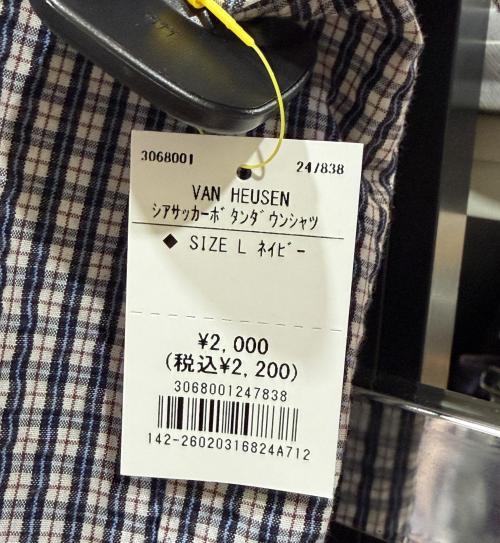 3068001 247838
VAN HEUSEN
シアサッカーボタンダウンシャツ
◆ SIZE L ネイビー
¥2,000
(税込¥2,200)
3068001247838
142-26020316824A712